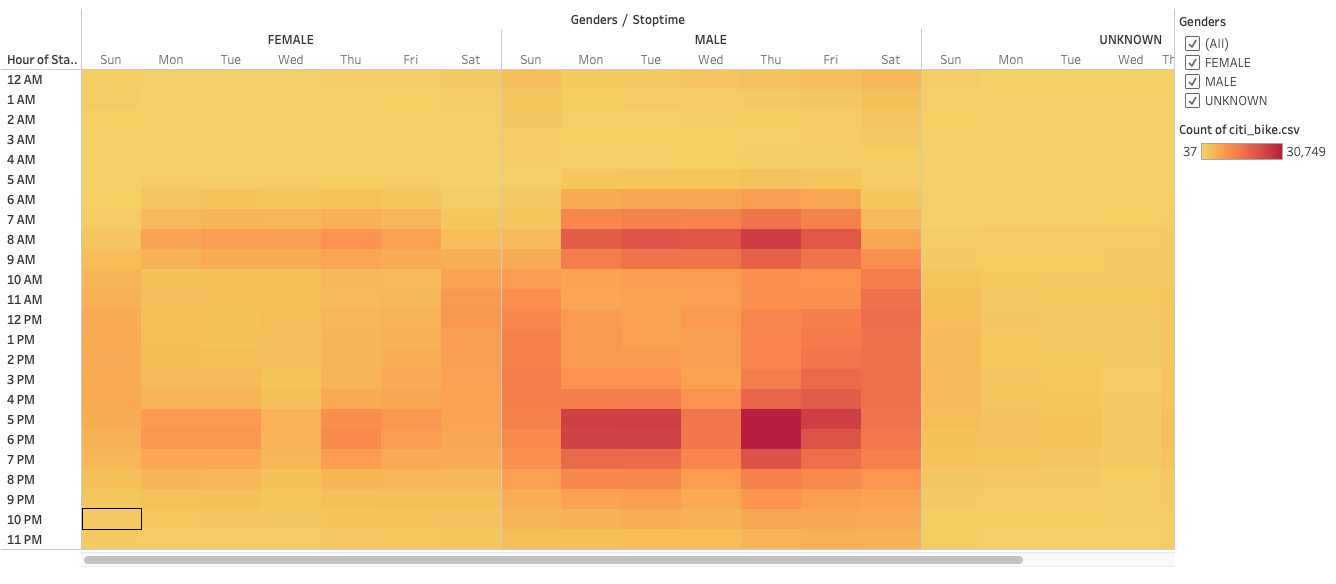 Genders / Stoptime
FEMALE MALE UNKNOWN
Hour of Sta.. Sun Mon Tue Wed Thu Fri Sat Sun Mon Tue Wed Thu Fri Sat Sun Mon Tue Wed Th
12 AM
1 AM
2 AM
3 AM
4 AM
5 AM
6 AM
7 AM
8 AM
9 AM
10 AM
11 AM
12 PM
1 PM
2 PM
3 PM
4 PM
5 PM
6 PM
7 PM
8 PM
9 PM
10 PM
11 PM
Genders
(All)
FEMALE
MALE
UNKNOWN
Count of citi_bike.csv
37 30,749